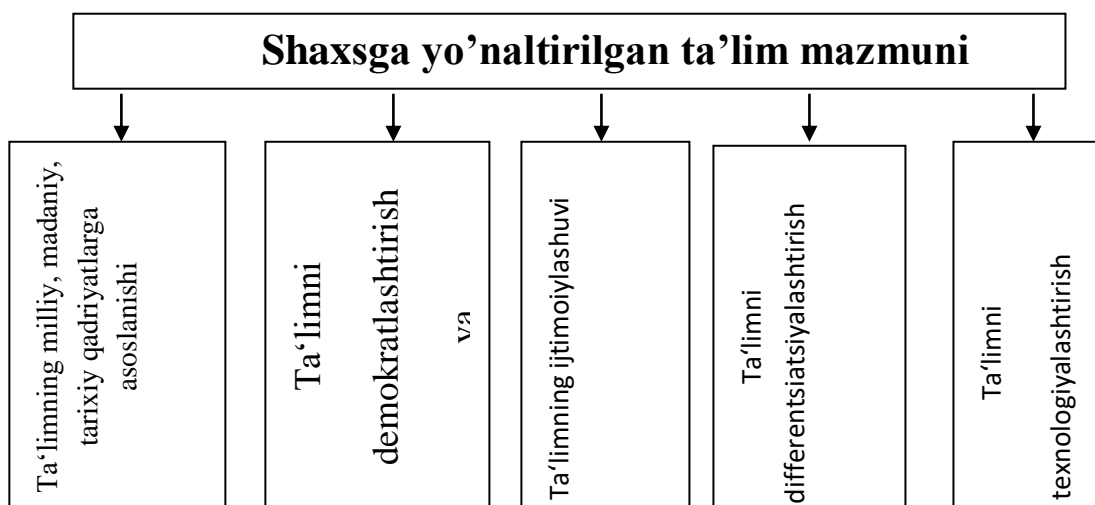 Shaxsga yo’naltirilgan ta’lim mazmuni
Ta‘limning milliy, madaniy,
tarixiy qadriyatlarga
asoslanishi
Ta‘limni
demokratlashtirish
va
Ta‘limning ijtimoiylashuvi
Ta‘limni
differentsiatsiyalashtirish
Ta‘limni
texnologiyalashtirish